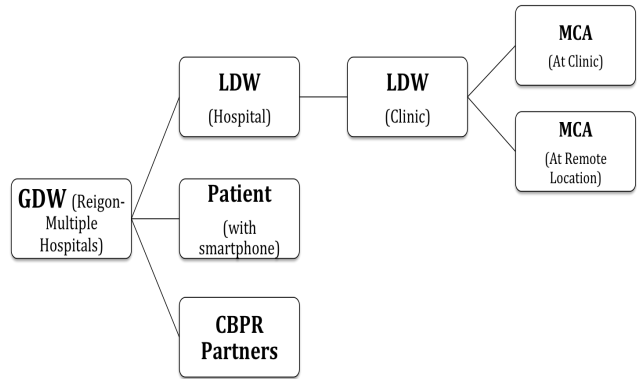 GDW (Reigon-
Multiple
Hospitals)
LDW
(Hospital)
Patient
(with
smartphone)
CBPR
Partners
LDW
(Clinic)
MCA
(At Clinic)
MCA
(At Remote
Location)